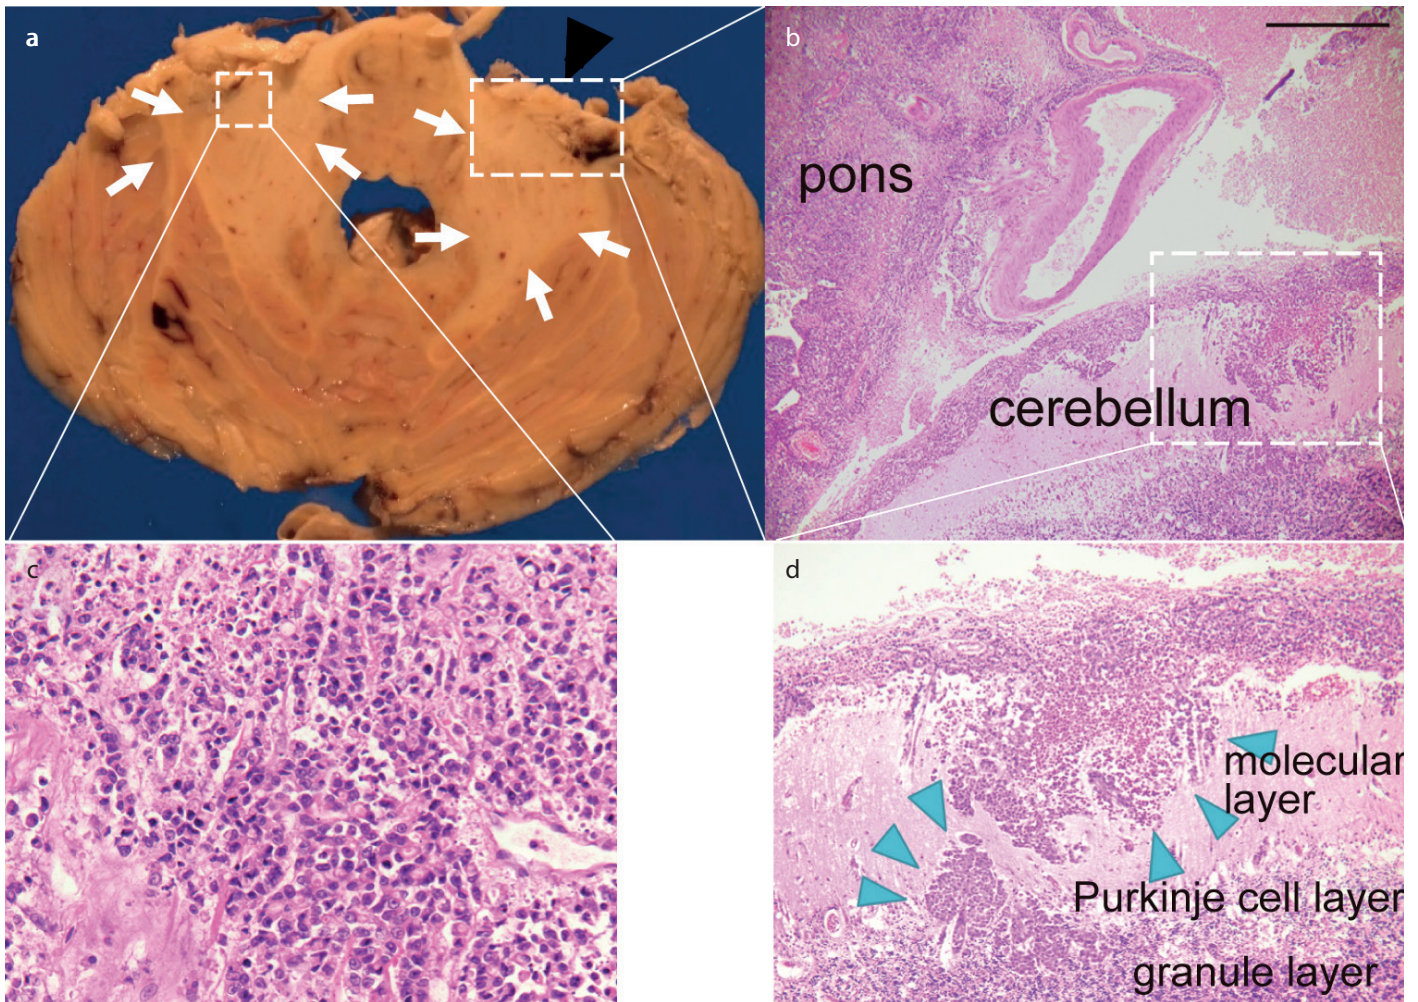 a
b
pons
cerebellum
c
d
molecular
layer
Purkinje cell layer
granule layer